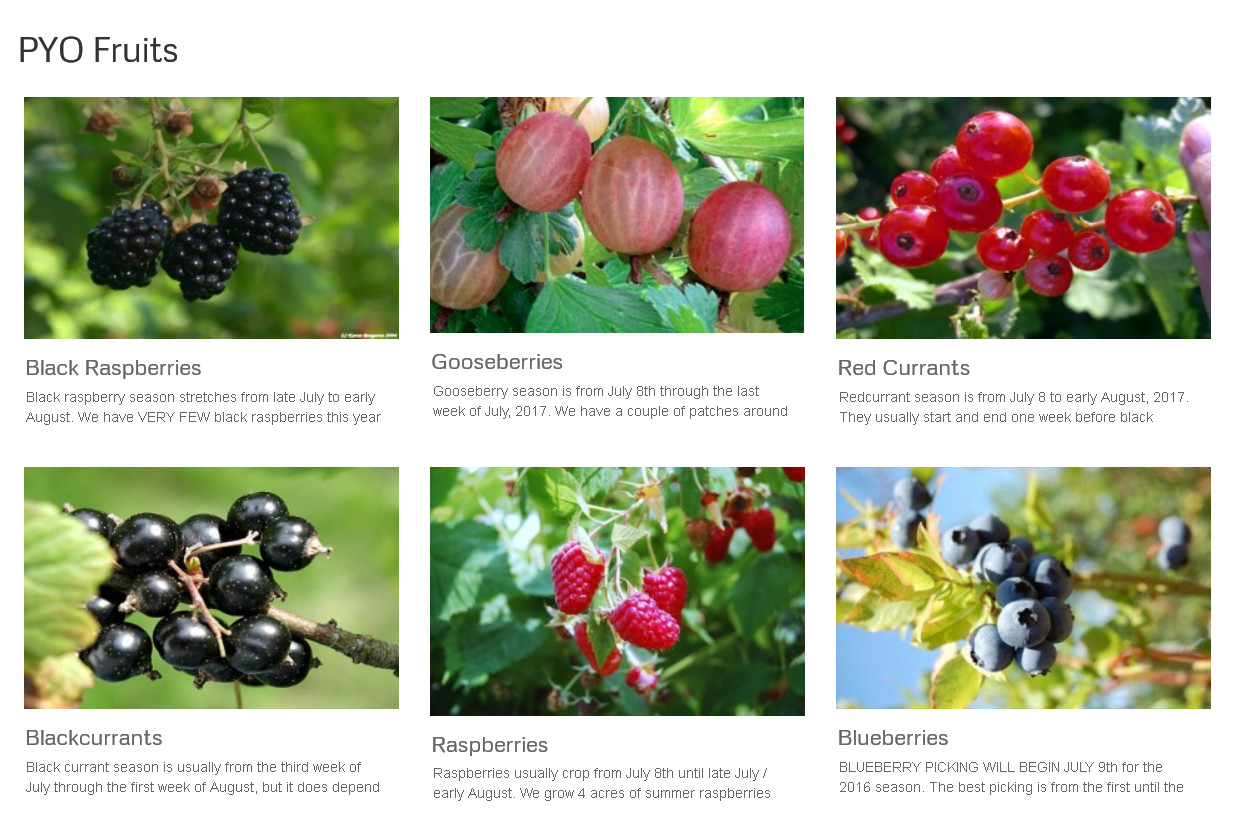 PYO Fruits
Black Raspberries
Black raspberry season stretches from late July to early
August. We have VERY FEW black raspberries this year
Gooseberries
Gooseberry season is from July 8th through the last
week of July, 2017. We have a couple of patches around
Red Currants
Redcurrant season is from July 8 to early August, 2017.
They usually start and end one week before black
Blackcurrants
Black currant season is usually from the third week of
July through the first week of August, but it does depend
Raspberries
Raspberries usually crop from July 8th until late July /
early August. We grow 4 acres of summer raspberries
Blueberries
BLUEBERRY PICKING WILL BEGIN JULY 9th for the
2016 season. The best picking is from the first until the